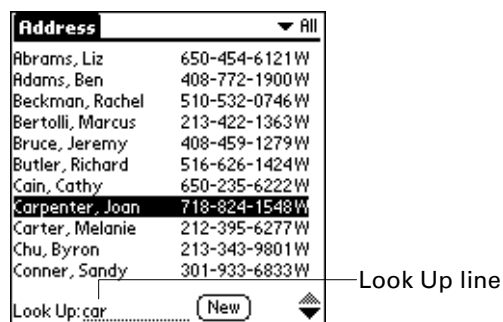 Address All
Abrams, Liz 650-454-6121W
Adams, Ben 408-772-1900W
Beckman, Rachel 510-532-0746W
Bertolli, Marcus 213-422-1363W
Bruce, Jeremy 408-459-1279W
Butler, Richard 516-626-1424W
Cain, Cathy 650-235-6222W
Carpenter, Joan 718-824-1548W
Carter, Melanie 212-395-6277W
Chu, Byron 213-343-9801W
Conner, Sandy 301-933-6833W
Look Up line
Look Up: car New